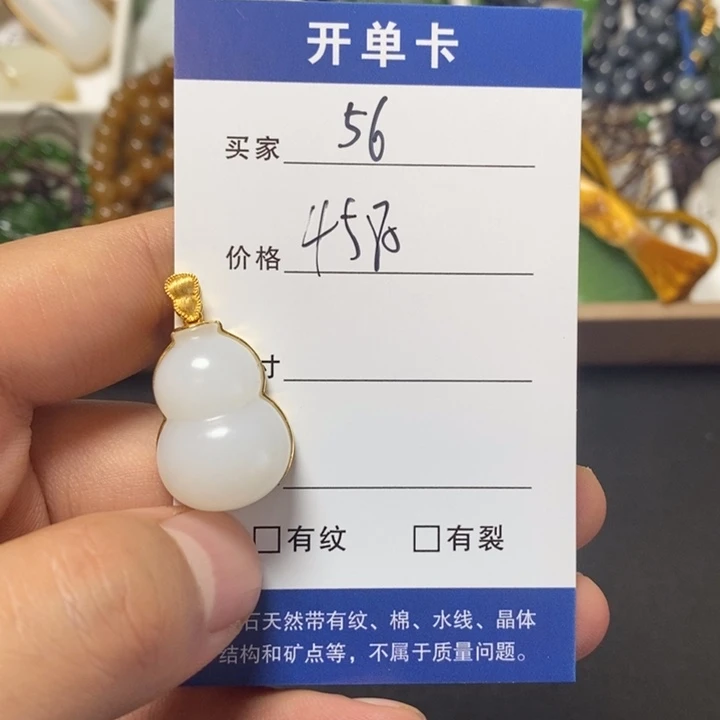 开单卡
买家 56
价格
寸
有纹 有裂
石天然带有纹、棉、水线、晶体
结构和矿点等，不属于质量问题。